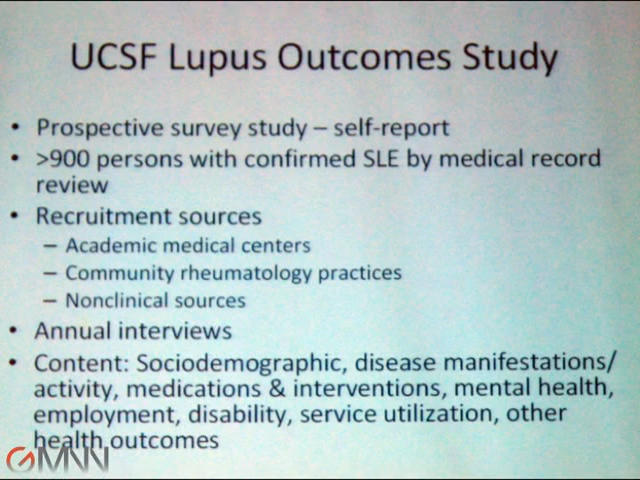 UCSF Lupus Outcomes Study
• Prospective survey study – self-report
• >900 persons with confirmed SLE by medical record
review
• Recruitment sources
– Academic medical centers
– Community rheumatology practices
– Nonclinical sources
• Annual interviews
• Content: Sociodemographic, disease manifestations/
activity, medications & interventions, mental health,
employment, disability, service utilization, other
health outcomes
GMNN